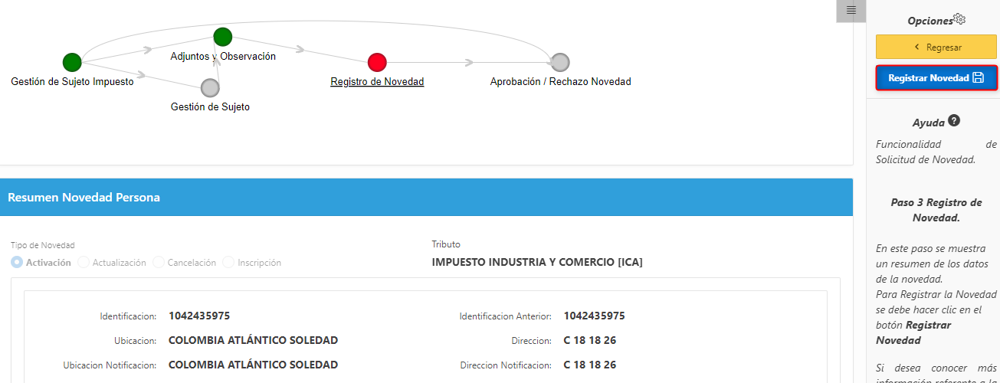 Adjuntos y Observación
Gestión de Sujeto Impuesto
Registro de Novedad
Aprobación / Rechazo Novedad
Gestión de Sujeto
Resumen Novedad Persona
Tipo de Novedad
Activación Actualización Cancelación Inscripción
Tributo
IMPUESTO INDUSTRIA Y COMERCIO [ICA]
Identificacion: 1042435975
Identificacion Anterior: 1042435975
Ubicacion: COLOMBIA ATLÁNTICO SOLEDAD
Direccion: C 18 18 26
Ubicacion Notificacion: COLOMBIA ATLÁNTICO SOLEDAD
Direccion Notificacion: C 18 18 26
Opciones
Regresar
Registrar Novedad
Ayuda
Funcionalidad de
Solicitud de Novedad.
Paso 3 Registro de
Novedad.
En este paso se muestra
un resumen de los datos
de la novedad.
Para Registrar la Novedad
se debe hacer clic en el
botón Registrar
Novedad
Si desea conocer más
información referente a la